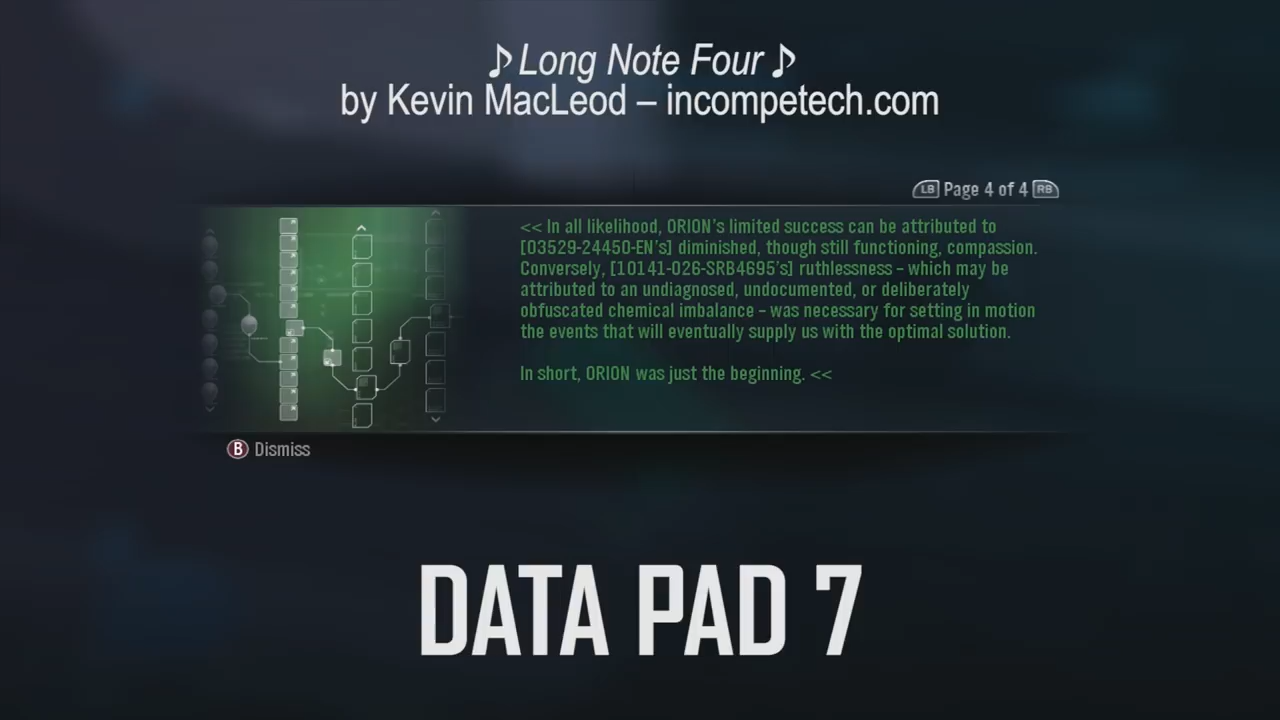 ♪ Long Note Four ♪
by Kevin MacLeod – incompetech.com
LB Page 4 of 4 RB
<< In all likelihood, ORION's limited success can be attributed to
[03529-24450-EN's] diminished, though still functioning, compassion.
Conversely, [10141-026-SRB4695's] ruthlessness – which may be
attributed to an undiagnosed, undocumented, or deliberately
obfuscated chemical imbalance – was necessary for setting in motion
the events that will eventually supply us with the optimal solution.
In short, ORION was just the beginning. <<
B Dismiss
DATA PAD 7